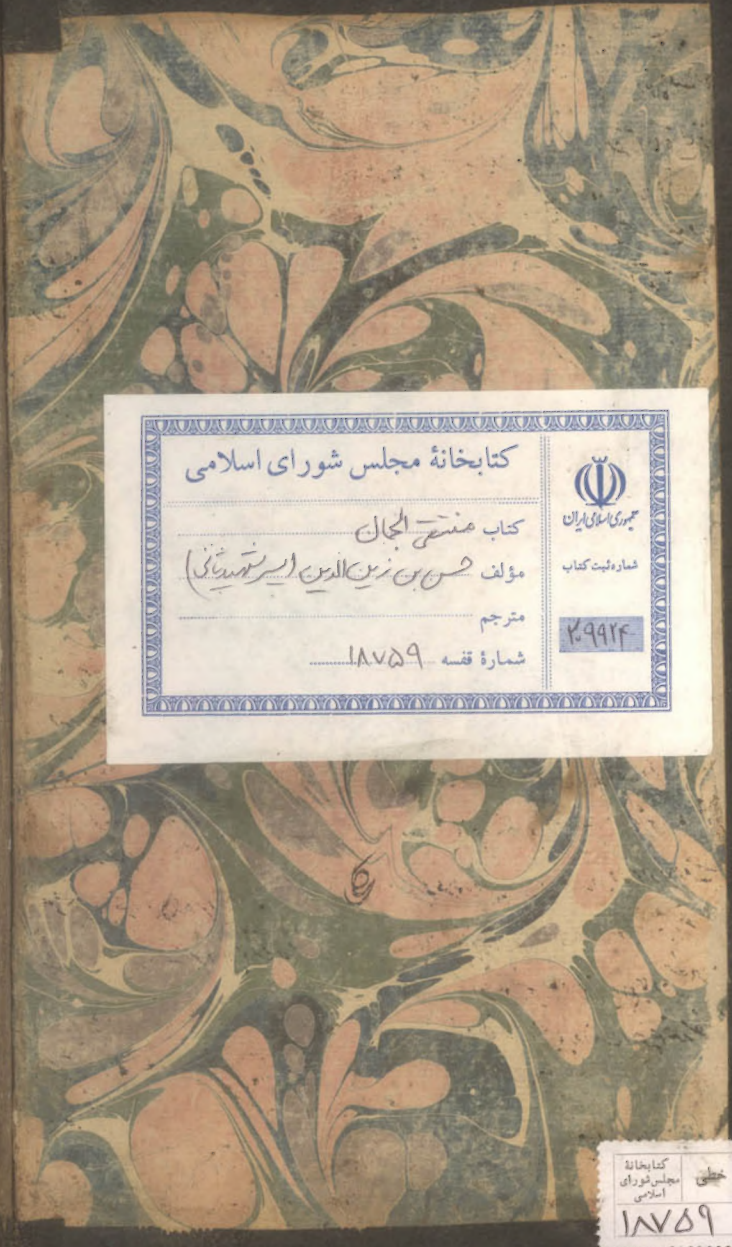 کتابخانهٔ مجلس شورای اسلامی
کتاب منتقی الجمان
مؤلف حسن بن زین‌الدین (پسر شهید ثانی)
مترجم
شمارهٔ قفسه ۱۸۷۵۹
جمهوری اسلامی ایران
شماره ثبت کتاب
۲۰۹۹۲۴
خطی
کتابخانهٔ
مجلس شورای
اسلامی
۱۸۷۵۹